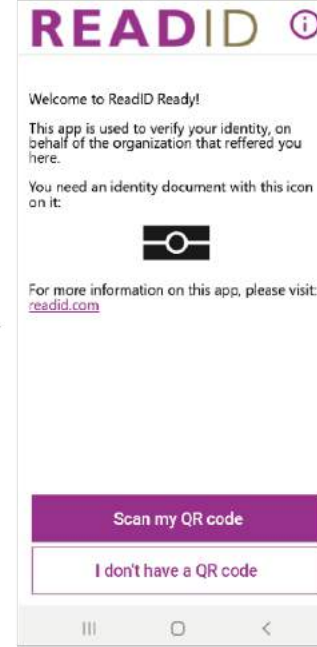 READID
Welcome to ReadID Ready!
This app is used to verify your identity, on
behalf of the organization that reffered you
here.
You need an identity document with this icon
on it:
For more information on this app, please visit:
readid.com
Scan my QR code
I don't have a QR code